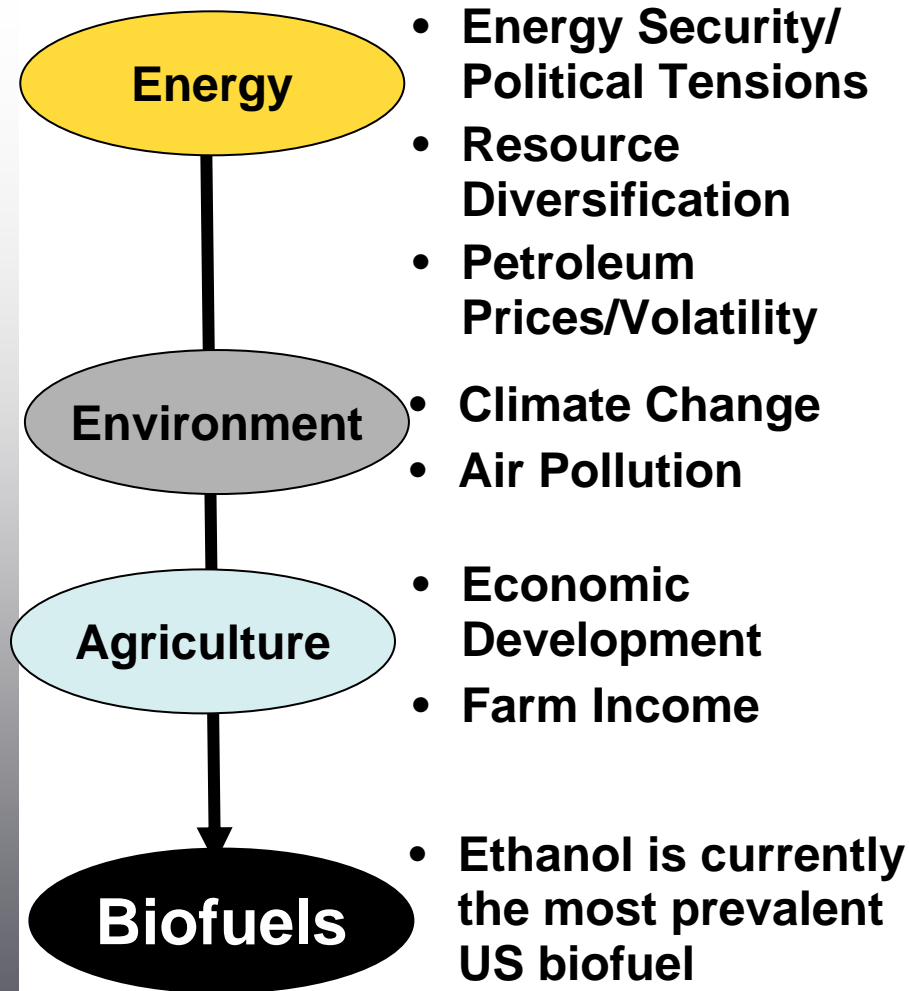 Energy
• Energy Security/
Political Tensions
• Resource
Diversification
• Petroleum
Prices/Volatility
Environment
• Climate Change
• Air Pollution
Agriculture
• Economic
Development
• Farm Income
Biofuels
• Ethanol is currently
the most prevalent
US biofuel